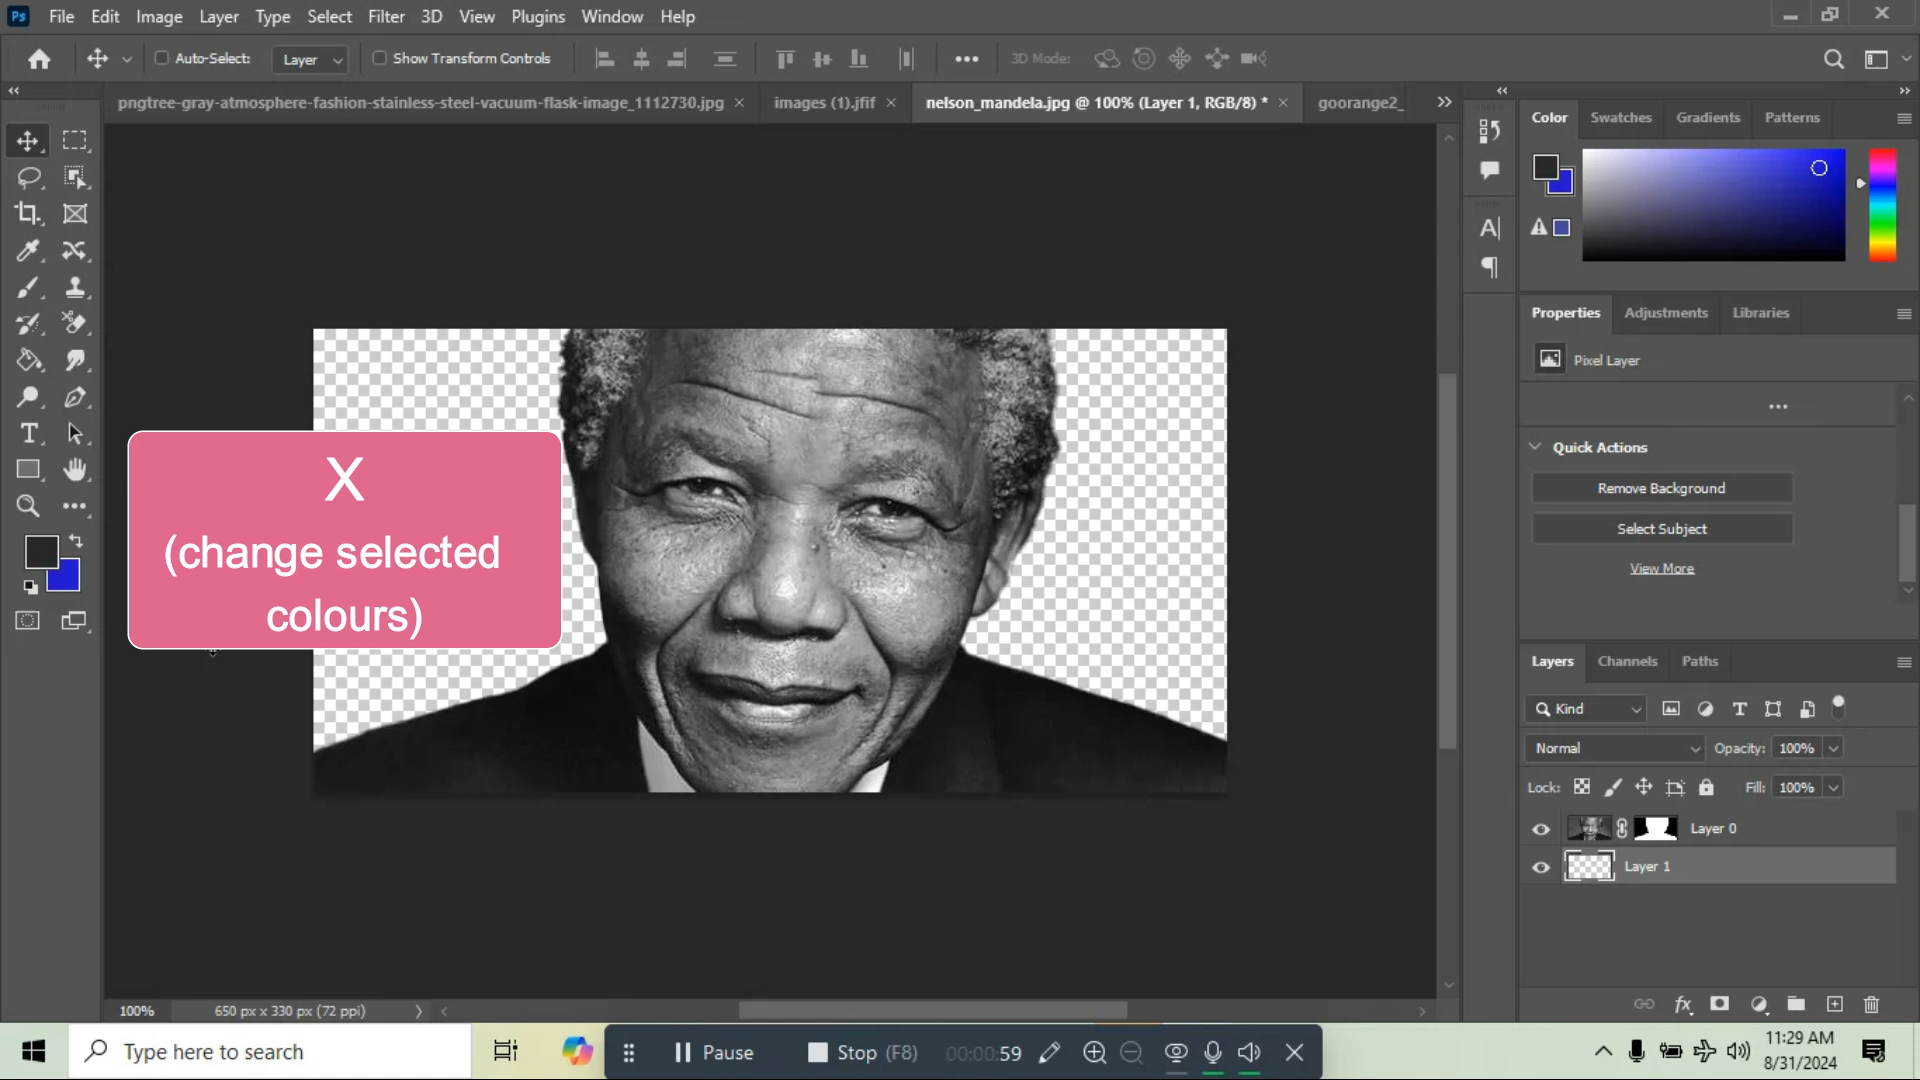 Ps File Edit Image Layer Type Select Filter 3D View Plugins Window Help
Auto-Select: Layer Show Transform Controls 3D Mode:
pngtree-gray-atmosphere-fashion-stainless-steel-vacuum-flask-image_1112730.jpg images (1).jfif nelson_mandela.jpg @ 100% (Layer 1, RGB/8) * goorange2_
Color Swatches Gradients Patterns
Properties Adjustments Libraries
Pixel Layer
Quick Actions
Remove Background
Select Subject
View More
X
(change selected
colours)
Layers Channels Paths
Kind
Normal Opacity: 100%
Lock: Fill: 100%
Layer 0
Layer 1
100% 650 px x 330 px (72 ppi)
Type here to search
Pause Stop (F8) 00:00:59
11:29 AM
8/31/2024